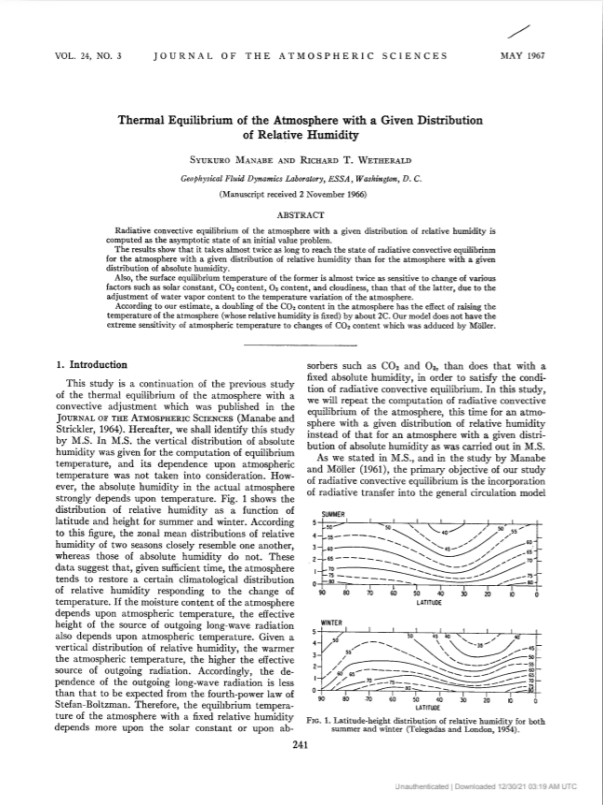 VOL. 24, NO. 3 JOURNAL OF THE ATMOSPHERIC SCIENCES MAY 1967
Thermal Equilibrium of the Atmosphere with a Given Distribution
of Relative Humidity
SYUKURO MANABE AND RICHARD T. WETHERALD
Geophysical Fluid Dynamics Laboratory, ESSA, Washington, D. C.
(Manuscript received 2 November 1966)
ABSTRACT
Radiative convective equilibrium of the atmosphere with a given distribution of relative humidity is
computed as the asymptotic state of an initial value problem.
The results show that it takes almost twice as long to reach the state of radiative convective equilibrium
for the atmosphere with a given distribution of relative humidity than for the atmosphere with a given
distribution of absolute humidity.
Also, the surface equilibrium temperature of the former is almost twice as sensitive to change of various
factors such as solar constant, CO₂ content, O₃ content, and cloudiness, than that of the latter, due to the
adjustment of water vapor content to the temperature variation of the atmosphere.
According to our estimate, a doubling of the CO₂ content in the atmosphere has the effect of raising the
temperature of the atmosphere (whose relative humidity is fixed) by about 2C. Our model does not have the
extreme sensitivity of atmospheric temperature to changes of CO₂ content which was adduced by Möller.
1. Introduction
This study is a continuation of the previous study
of the thermal equilibrium of the atmosphere with a
convective adjustment which was published in the
JOURNAL OF THE ATMOSPHERIC SCIENCES (Manabe and
Strickler, 1964). Hereafter, we shall identify this study
by M.S. In M.S. the vertical distribution of absolute
humidity was given for the computation of equilibrium
temperature, and its dependence upon atmospheric
temperature was not taken into consideration. How-
ever, the absolute humidity in the actual atmosphere
strongly depends upon temperature. Fig. 1 shows the
distribution of relative humidity as a function of
latitude and height for summer and winter. According
to this figure, the zonal mean distributions of relative
humidity of two seasons closely resemble one another,
whereas those of absolute humidity do not. These
data suggest that, given sufficient time, the atmosphere
tends to restore a certain climatological distribution
of relative humidity responding to the change of
temperature. If the moisture content of the atmosphere
depends upon atmospheric temperature, the effective
height of the source of outgoing long-wave radiation
also depends upon atmospheric temperature. Given a
vertical distribution of relative humidity, the warmer
the atmospheric temperature, the higher the effective
source of outgoing radiation. Accordingly, the de-
pendence of the outgoing long-wave radiation is less
than that to be expected from the fourth-power law of
Stefan-Boltzman. Therefore, the equilibrium tempera-
ture of the atmosphere with a fixed relative humidity
depends more upon the solar constant or upon ab-
sorbers such as CO₂ and O₃, than does that with a
fixed absolute humidity, in order to satisfy the condi-
tion of radiative convective equilibrium. In this study,
we will repeat the computation of radiative convective
equilibrium of the atmosphere, this time for an atmo-
sphere with a given distribution of relative humidity
instead of that for an atmosphere with a given distri-
bution of absolute humidity as was carried out in M.S.
As we stated in M.S., and in the study by Manabe
and Möller (1961), the primary objective of our study
of radiative convective equilibrium is the incorporation
of radiative transfer into the general circulation model
SUMMER
90 80 70 60 50 40 30 20 10 0
LATITUDE
WINTER
90 80 70 60 50 40 30 20 10 0
LATITUDE
FIG. 1. Latitude-height distribution of relative humidity for both
summer and winter (Telegadas and London, 1954).
241
Unauthenticated | Downloaded 12/30/21 03:19 AM UTC